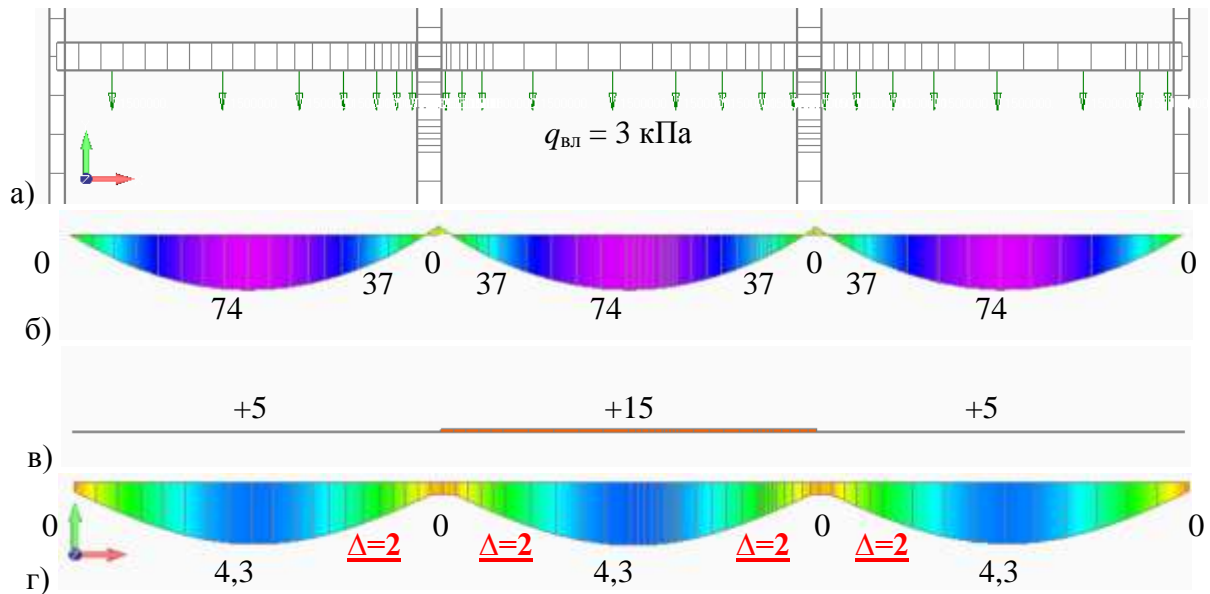 q вл = 3 кПа
а)
0 37 0 37 37 0 37 0
74 74 74
б)
+5 +15 +5
в)
0 0 0 0
Δ=2 Δ=2 Δ=2 Δ=2
4,3 4,3 4,3
г)